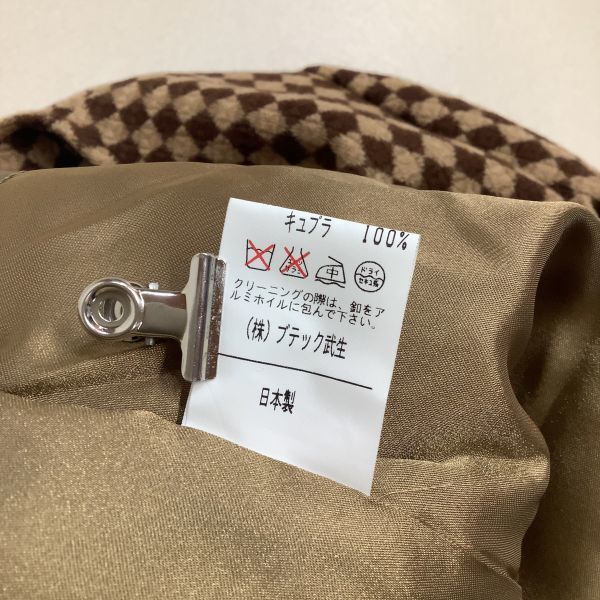 キュプラ 100%
中 ドライ セキユ系
クリーニングの際は、釦をア
ルミホイルに包んで下さい。
(株) ブテック武生
日本製